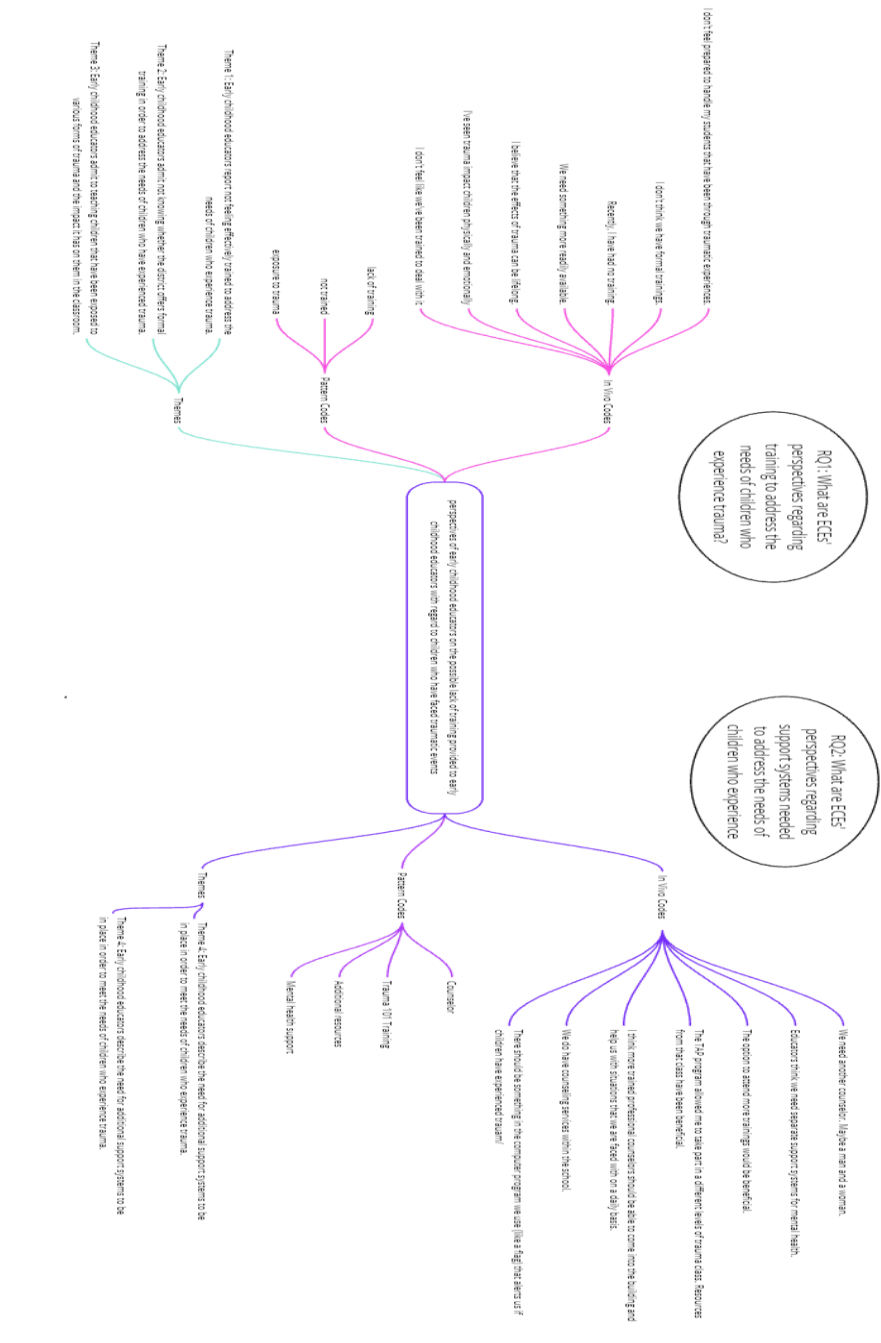 RQ1: What are ECEs'
perspectives regarding
training to address the
needs of children who
experience trauma?
RQ2: What are ECEs'
perspectives regarding
support systems needed
to address the needs of
children who experience
I don't feel prepared to handle my students that have been through traumatic experiences.
I don't think we have formal trainings.
Recently, I have had no training.
We need something more readily available.
I believe that the effects of trauma can be lifelong.
I've seen trauma impact children physically and emotionally
I don't feel like we've been trained to deal with it.
In Vivo Codes
lack of training
not trained
exposure to trauma
Pattern Codes
Theme 1: Early childhood educators report not feeling effectively trained to address the
needs of children who experience trauma.
Theme 2: Early childhood educators admit not knowing whether the district offers formal
training in order to address the needs of children who have experienced trauma.
Theme 3: Early childhood educators admit to teaching children that have been exposed to
various forms of trauma and the impact it has on them in the classroom.
Themes
perspectives of early childhood educators on the possible lack of training provided to early
childhood educators with regard to children who have faced traumatic events
In Vivo Codes
We need another counselor. Maybe a man and a woman.
Educators think we need separate support systems for mental health.
The option to attend more trainings would be beneficial.
The TAP program allowed me to take part in a different levels of trauma class. Resources
from that class have been beneficial.
I think more trained professional counselors should be able to come into the building and
help us with situations that we are faced with on a daily basis.
We do have counseling services within the school.
There should be something in the computer program we use (like a flag) that alerts us if
children have experienced trauam/
Pattern Codes
Counselor
Trauma 101 Training
Additional resources
Mental health support
Themes
Theme 4: Early childhood educators describe the need for additional support systems to be
in place in order to meet the needs of children who experience trauma.
Theme 4: Early childhood educators describe the need for additional support systems to be
in place in order to meet the needs of children who experience trauma.